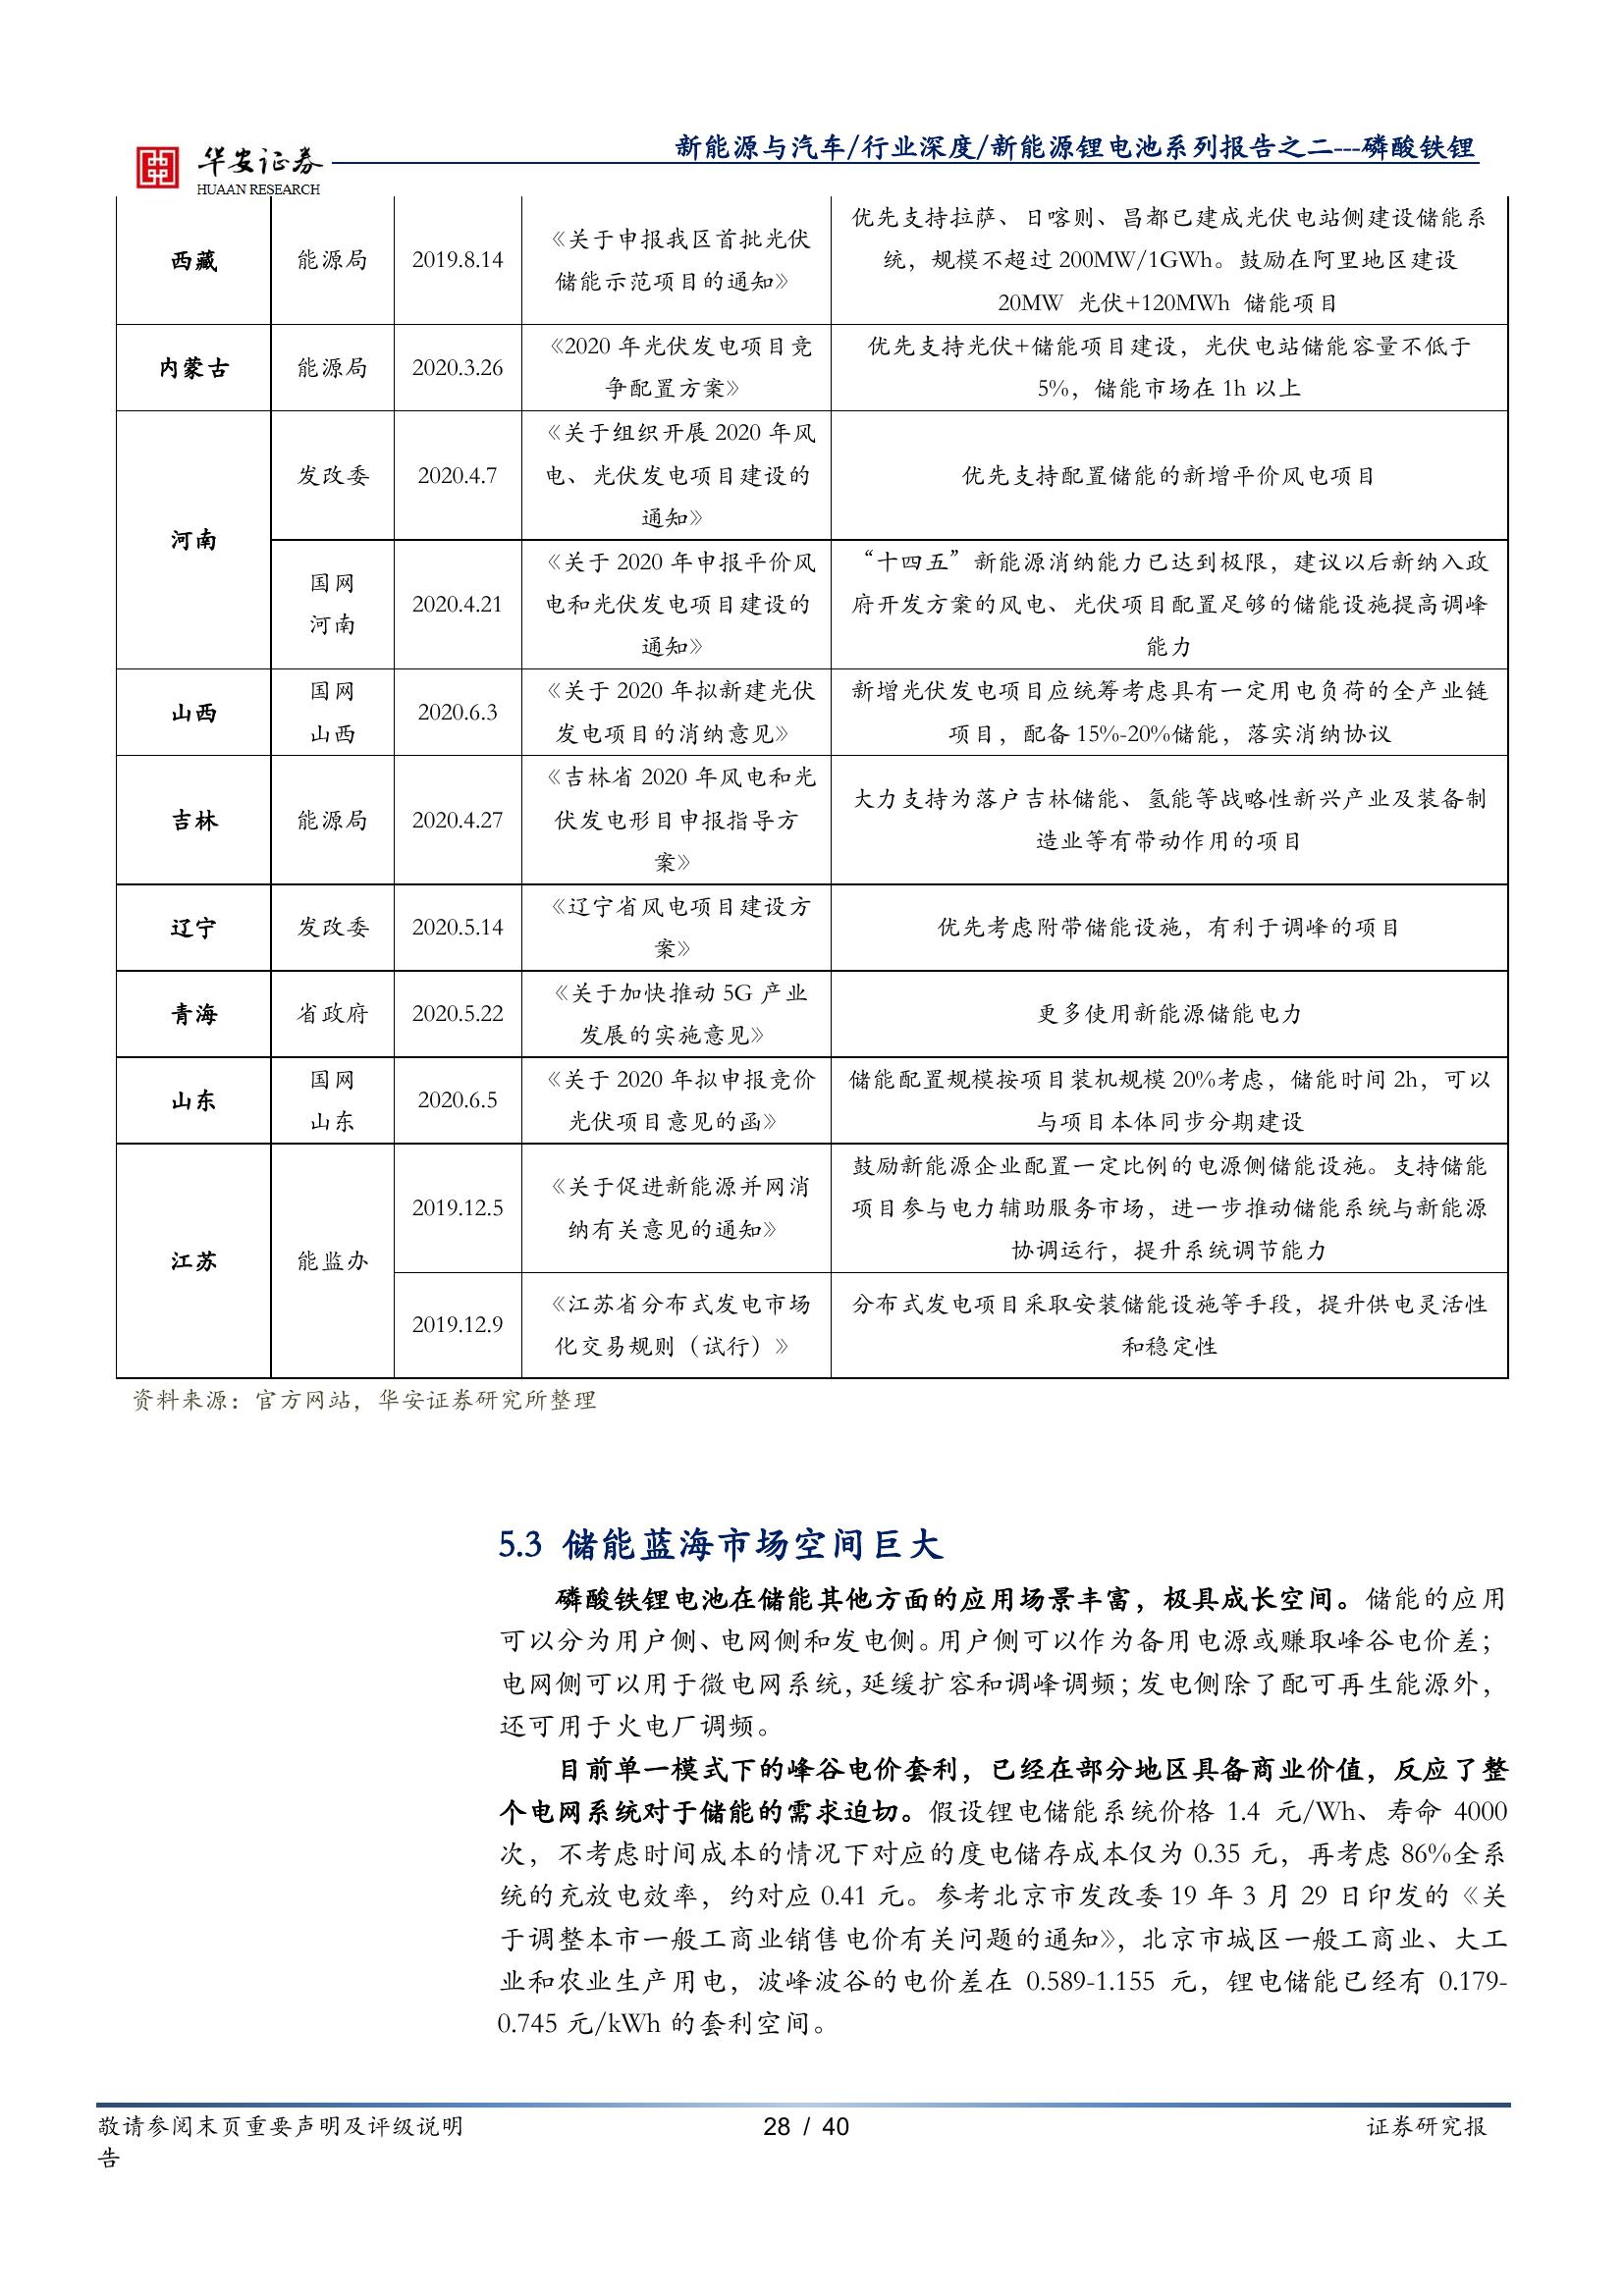 华安证券
HUAAN RESEARCH
新能源与汽车/行业深度/新能源锂电池系列报告之二---磷酸铁锂
西藏
能源局
2019.8.14
《关于申报我区首批光伏
储能示范项目的通知》
优先支持拉萨、日喀则、昌都已建成光伏电站侧建设储能系
统，规模不超过 200MW/1GWh。鼓励在阿里地区建设
20MW 光伏+120MWh 储能项目
内蒙古
能源局
2020.3.26
《2020 年光伏发电项目竞
争配置方案》
优先支持光伏+储能项目建设，光伏电站储能容量不低于
5%，储能市场在 1h 以上
河南
发改委
2020.4.7
《关于组织开展 2020 年风
电、光伏发电项目建设的
通知》
优先支持配置储能的新增平价风电项目
国网
河南
2020.4.21
《关于 2020 年申报平价风
电和光伏发电项目建设的
通知》
“十四五”新能源消纳能力已达到极限，建议以后新纳入政
府开发方案的风电、光伏项目配置足够的储能设施提高调峰
能力
山西
国网
山西
2020.6.3
《关于 2020 年拟新建光伏
发电项目的消纳意见》
新增光伏发电项目应统筹考虑具有一定用电负荷的全产业链
项目，配备 15%-20%储能，落实消纳协议
吉林
能源局
2020.4.27
《吉林省 2020 年风电和光
伏发电形目申报指导方
案》
大力支持为落户吉林储能、氢能等战略性新兴产业及装备制
造业等有带动作用的项目
辽宁
发改委
2020.5.14
《辽宁省风电项目建设方
案》
优先考虑附带储能设施，有利于调峰的项目
青海
省政府
2020.5.22
《关于加快推动 5G 产业
发展的实施意见》
更多使用新能源储能电力
山东
国网
山东
2020.6.5
《关于 2020 年拟申报竞价
光伏项目意见的函》
储能配置规模按项目装机规模 20%考虑，储能时间 2h，可以
与项目本体同步分期建设
江苏
能监办
2019.12.5
《关于促进新能源并网消
纳有关意见的通知》
鼓励新能源企业配置一定比例的电源侧储能设施。支持储能
项目参与电力辅助服务市场，进一步推动储能系统与新能源
协调运行，提升系统调节能力
2019.12.9
《江苏省分布式发电市场
化交易规则（试行）》
分布式发电项目采取安装储能设施等手段，提升供电灵活性
和稳定性
资料来源：官方网站，华安证券研究所整理
5.3 储能蓝海市场空间巨大
磷酸铁锂电池在储能其他方面的应用场景丰富，极具成长空间。储能的应用
可以分为用户侧、电网侧和发电侧。用户侧可以作为备用电源或赚取峰谷电价差；
电网侧可以用于微电网系统，延缓扩容和调峰调频；发电侧除了配可再生能源外，
还可用于火电厂调频。
目前单一模式下的峰谷电价套利，已经在部分地区具备商业价值，反应了整
个电网系统对于储能的需求迫切。假设锂电储能系统价格 1.4 元/Wh、寿命 4000
次，不考虑时间成本的情况下对应的度电储存成本仅为 0.35 元，再考虑 86%全系
统的充放电效率，约对应 0.41 元。参考北京市发改委 19 年 3 月 29 日印发的《关
于调整本市一般工商业销售电价有关问题的通知》，北京市城区一般工商业、大工
业和农业生产用电，波峰波谷的电价差在 0.589-1.155 元，锂电储能已经有 0.179-
0.745 元/kWh 的套利空间。
敬请参阅末页重要声明及评级说明
28 / 40
证券研究报
告